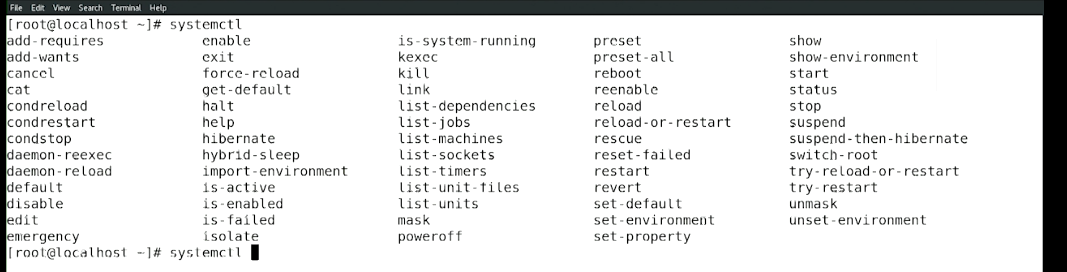 File Edit View Search Terminal Help
[root@localhost ~]# systemctl
add-requires enable is-system-running preset show
add-wants exit kexec preset-all show-environment
cancel force-reload kill reboot start
cat get-default link reenable status
condreload halt list-dependencies reload stop
condrestart help list-jobs reload-or-restart suspend
condstop hibernate list-machines rescue suspend-then-hibernate
daemon-reexec hybrid-sleep list-sockets reset-failed switch-root
daemon-reload import-environment list-timers restart try-reload-or-restart
default is-active list-unit-files revert try-restart
disable is-enabled list-units set-default unmask
edit is-failed mask set-environment unset-environment
emergency isolate poweroff set-property
[root@localhost ~]# systemctl